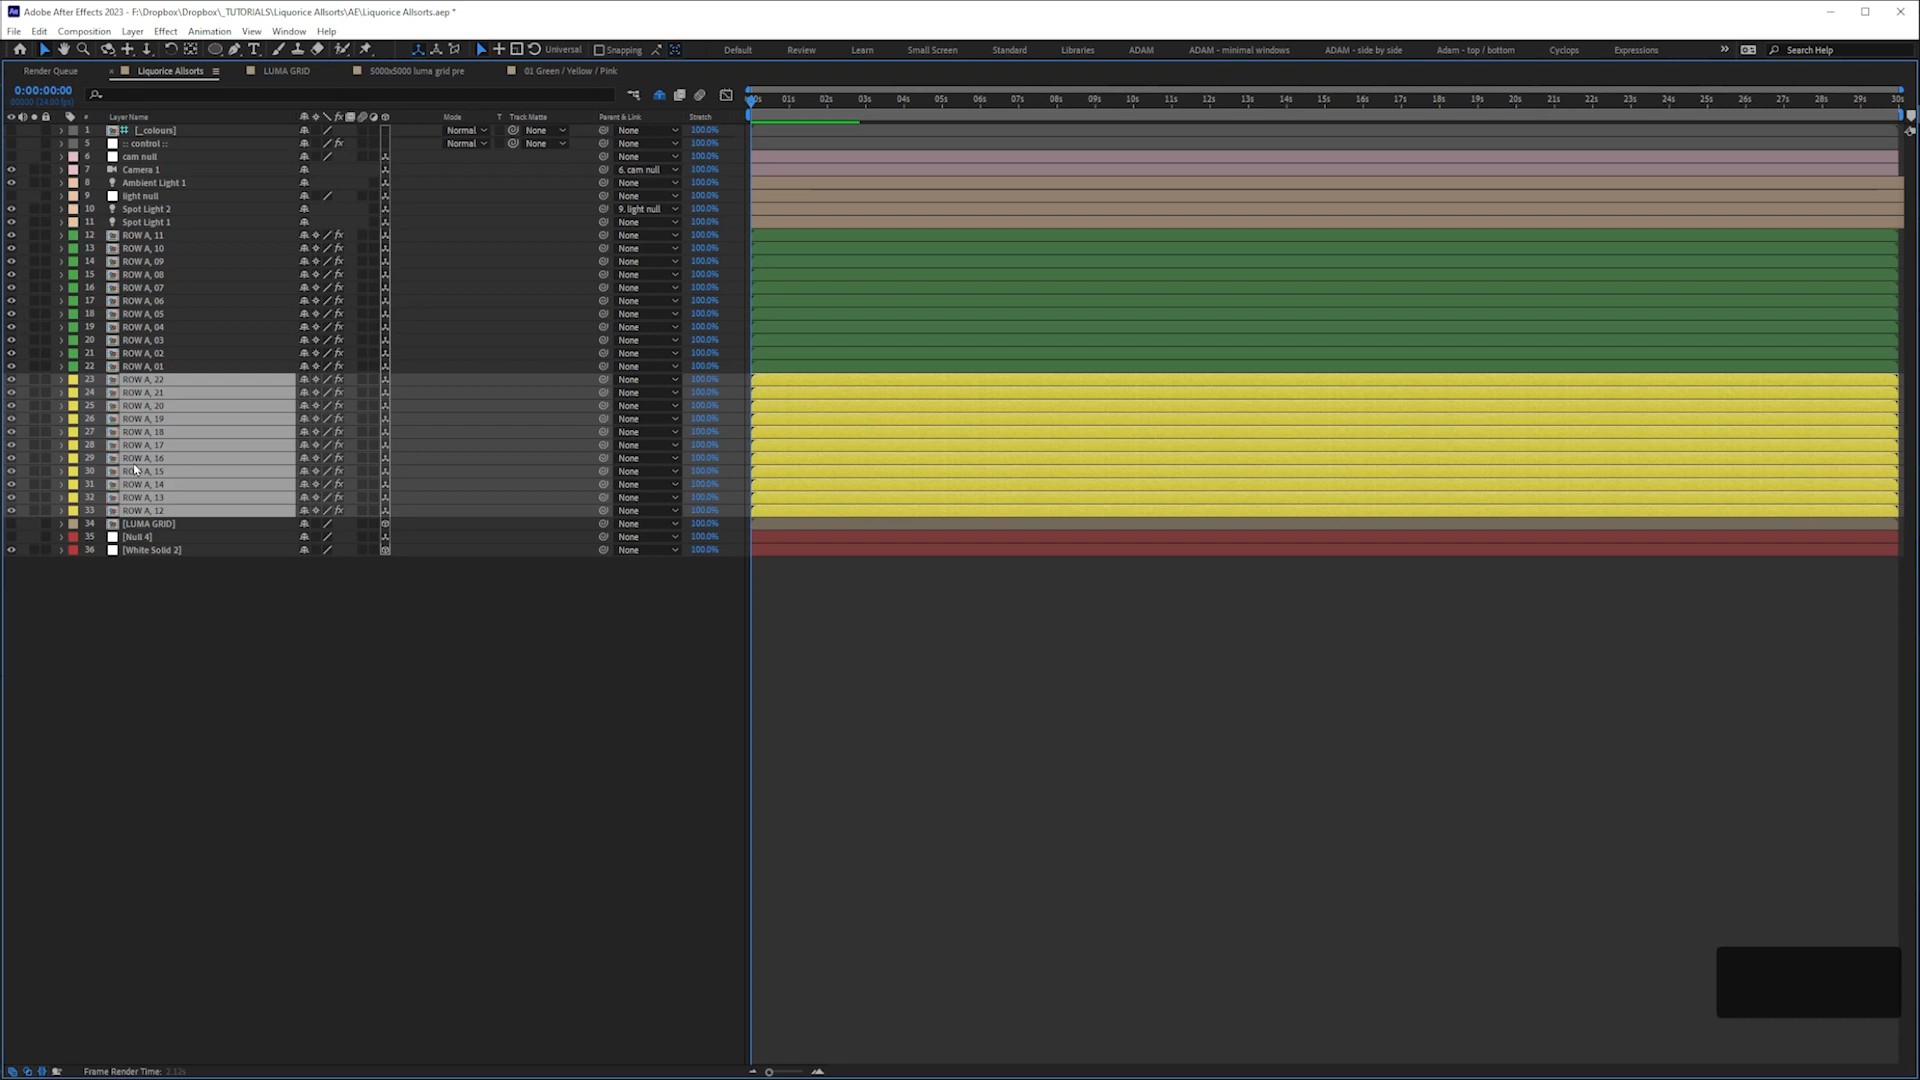 Adobe After Effects 2023 - F:\Dropbox\Dropbox\_TUTORIALS\Liquorice Allsorts\AE\Liquorice Allsorts.aep *
File Edit Composition Layer Effect Animation View Window Help
Universal Snapping Default Review Learn Small Screen Standard Libraries ADAM ADAM - minimal windows ADAM - side by side Adam - top / bottom Cyclops Expressions » Search Help
Render Queue × Liquorice Allsorts LUMA GRID 5000x5000 luma grid pre 01 Green / Yellow / Pink
0:00:00:00
00000 (24.00 fps)
00s 01s 02s 03s 04s 05s 06s 07s 08s 09s 10s 11s 12s 13s 14s 15s 16s 17s 18s 19s 20s 21s 22s 23s 24s 25s 26s 27s 28s 29s 30s
# Layer Name Mode T Track Matte Parent & Link Stretch
1 [_colours] Normal None None 100.0%
5 :: control :: Normal None None 100.0%
6 cam null None 100.0%
7 Camera 1 6. cam null 100.0%
8 Ambient Light 1 None 100.0%
9 light null None 100.0%
10 Spot Light 2 9. light null 100.0%
11 Spot Light 1 None 100.0%
12 ROW A, 11 None 100.0%
13 ROW A, 10 None 100.0%
14 ROW A, 09 None 100.0%
15 ROW A, 08 None 100.0%
16 ROW A, 07 None 100.0%
17 ROW A, 06 None 100.0%
18 ROW A, 05 None 100.0%
19 ROW A, 04 None 100.0%
20 ROW A, 03 None 100.0%
21 ROW A, 02 None 100.0%
22 ROW A, 01 None 100.0%
23 ROW A, 22 None 100.0%
24 ROW A, 21 None 100.0%
25 ROW A, 20 None 100.0%
26 ROW A, 19 None 100.0%
27 ROW A, 18 None 100.0%
28 ROW A, 17 None 100.0%
29 ROW A, 16 None 100.0%
30 ROW A, 15 None 100.0%
31 ROW A, 14 None 100.0%
32 ROW A, 13 None 100.0%
33 ROW A, 12 None 100.0%
34 [LUMA GRID] None 100.0%
35 [Null 4] None 100.0%
36 [White Solid 2] None 100.0%
Frame Render Time: 2.12s